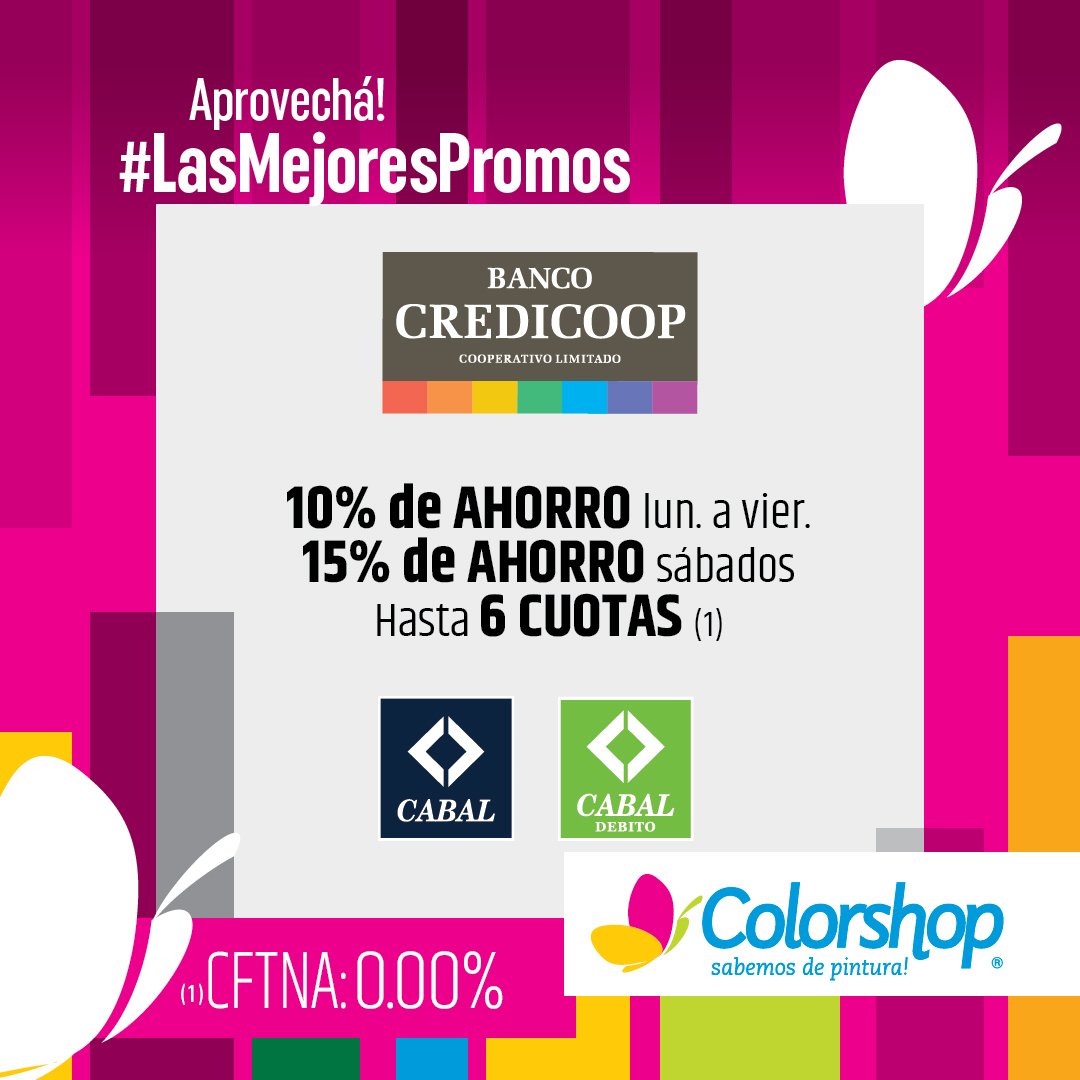 Aprovechá!
#LasMejoresPromos
BANCO
CREDICOOP
COOPERATIVO LIMITADO
10% de AHORRO lun. a vier.
15% de AHORRO sábados
Hasta 6 CUOTAS (1)
CABAL
CABAL
DEBITO
Colorshop
sabemos de pintura! ®
(1) CFTNA: 0.00%